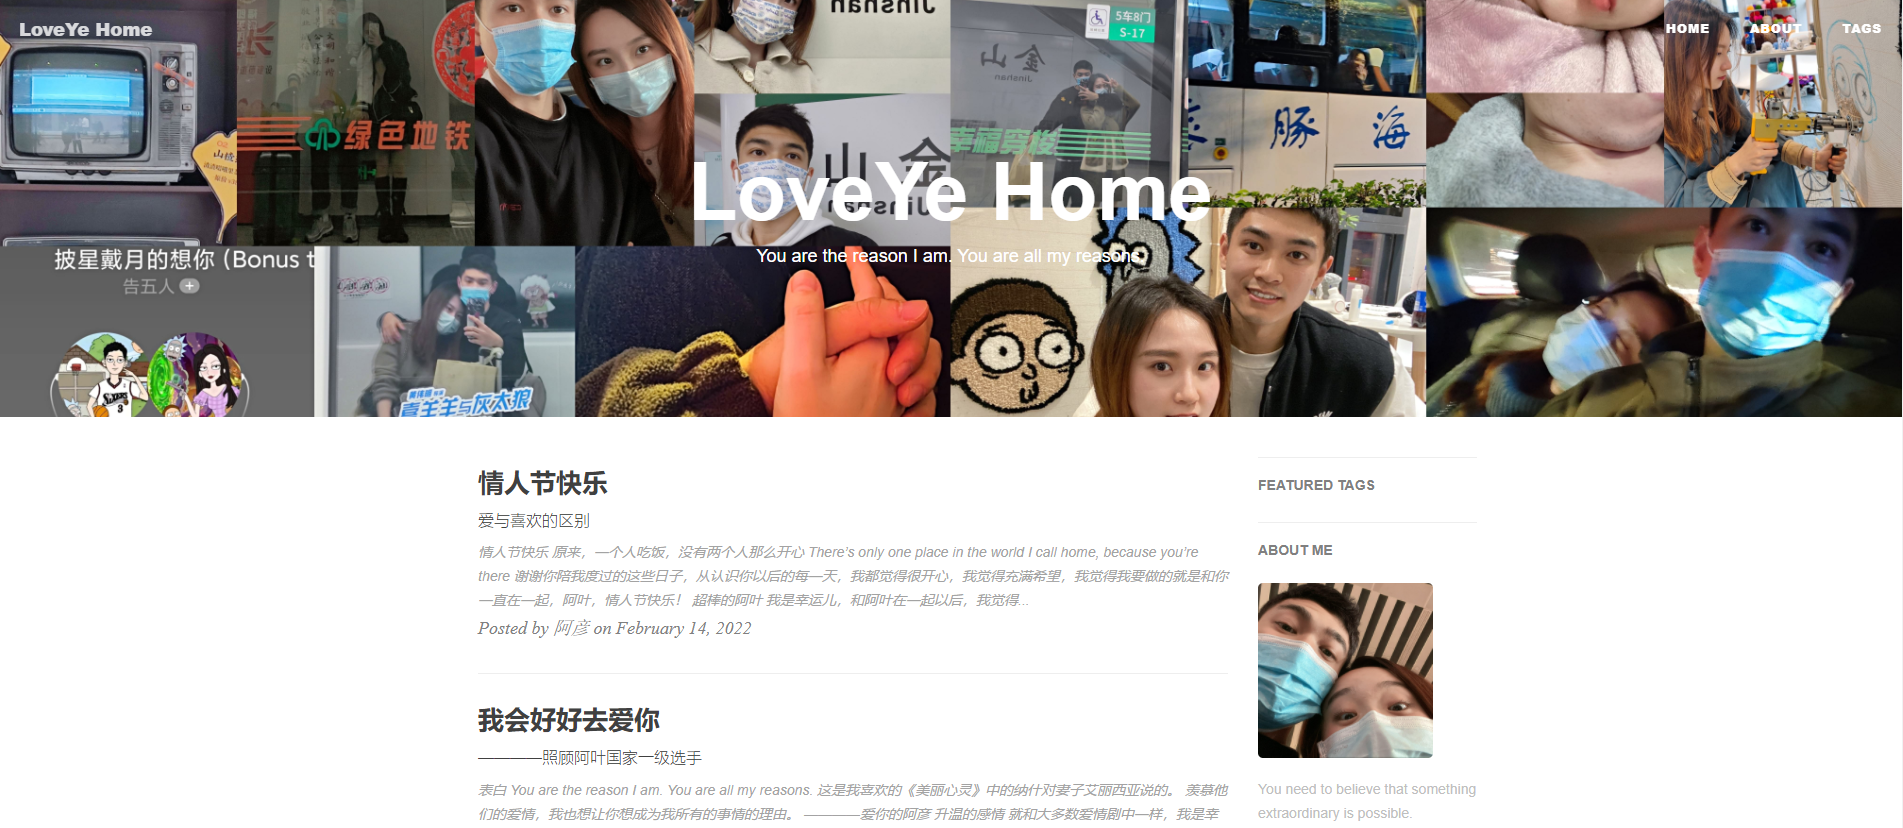 LoveYe Home
HOME
ABOUT
TAGS
Jinshan
5车8门
S-17
绿色地铁
金山
Jinshan
幸福穿梭
海豚
LoveYe Home
You are the reason I am. You are all my reasons.
披星戴月的想你 (Bonus t
告五人 +
喜羊羊与灰太狼
情人节快乐
爱与喜欢的区别
情人节快乐 原来，一个人吃饭，没有两个人那么开心 There's only one place in the world I call home, because you're
there 谢谢你陪我度过的这些日子，从认识你以后的每一天，我都觉得很开心，我觉得充满希望，我觉得我要做的就是和你
一直在一起，阿叶，情人节快乐！ 超棒的阿叶 我是幸运儿，和阿叶在一起以后，我觉得...
Posted by 阿彦 on February 14, 2022
我会好好去爱你
————照顾阿叶国家一级选手
表白 You are the reason I am. You are all my reasons. 这是我喜欢的《美丽心灵》中的纳什对妻子艾丽西亚说的。 羡慕他
们的爱情，我也想让你想成为我所有的事情的理由。 ————爱你的阿彦 升温的感情 就和大多数爱情剧中一样，我是幸
FEATURED TAGS
ABOUT ME
You need to believe that something
extraordinary is possible.